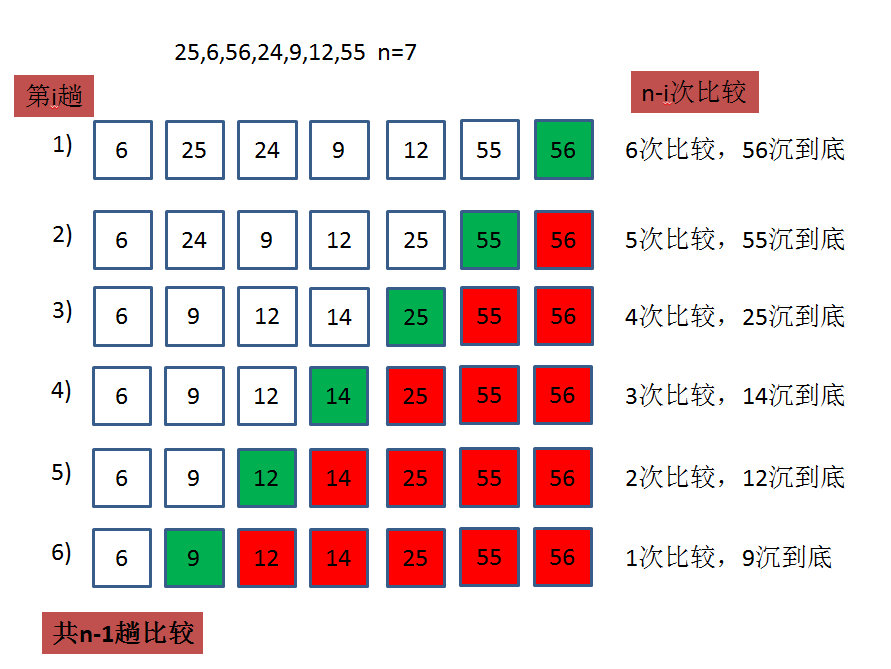 25,6,56,24,9,12,55 n=7
第i趟 n-i次比较
1) 6 25 24 9 12 55 56 6次比较，56沉到底
2) 6 24 9 12 25 55 56 5次比较，55沉到底
3) 6 9 12 14 25 55 56 4次比较，25沉到底
4) 6 9 12 14 25 55 56 3次比较，14沉到底
5) 6 9 12 14 25 55 56 2次比较，12沉到底
6) 6 9 12 14 25 55 56 1次比较，9沉到底
共n-1趟比较